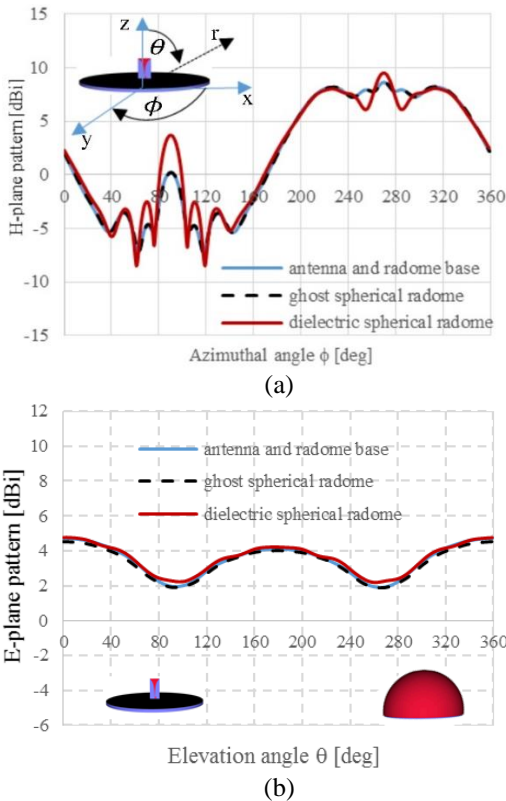 15
10
5
0
-5
-10
-15
H-plane pattern [dBi]
z
θ
r
x
ϕ
y
0 40 80 120 160 200 240 280 320 360
antenna and radome base
ghost spherical radome
dielectric spherical radome
Azimuthal angle ϕ [deg]
(a)
12
10
8
6
4
2
0
-2
-4
-6
E-plane pattern [dBi]
antenna and radome base
ghost spherical radome
dielectric spherical radome
0 40 80 120 160 200 240 280 320 360
Elevation angle θ [deg]
(b)